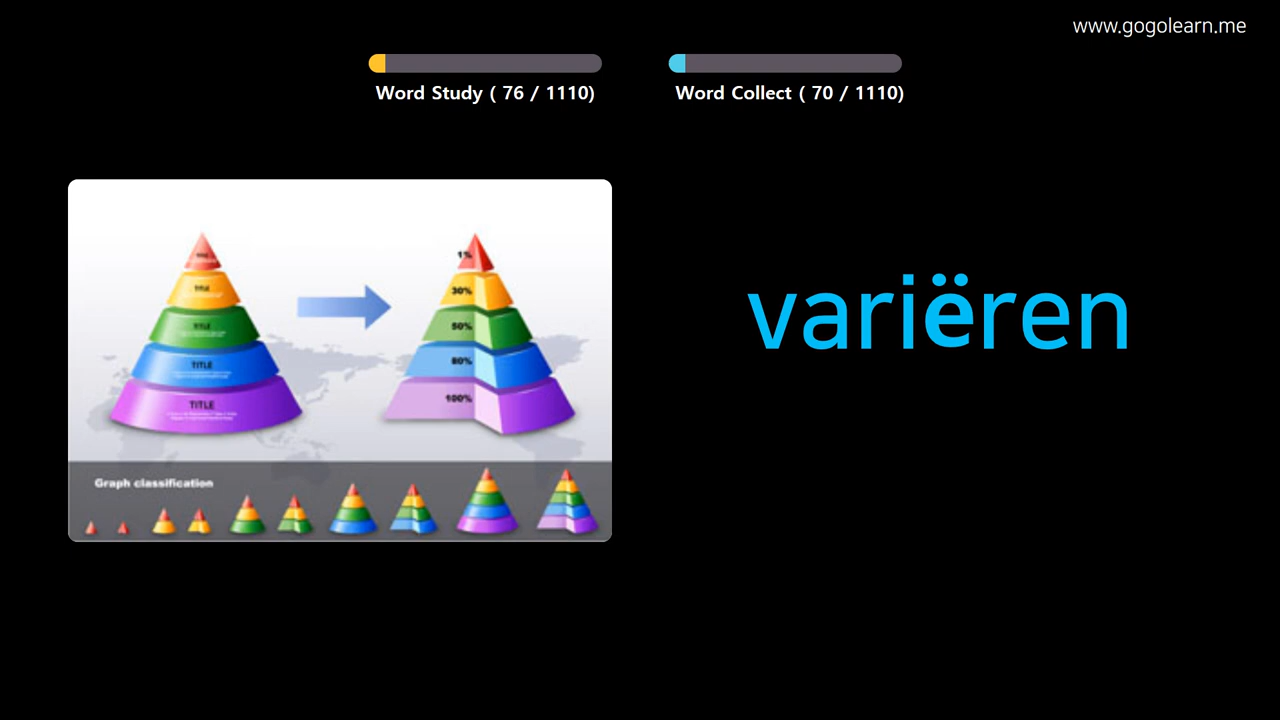 www.gogolearn.me
Word Study ( 76 / 1110)
Word Collect ( 70 / 1110)
variëren
1%
TITLE
30%
TITLE
50%
TITLE
80%
TITLE
100%
Graph classification